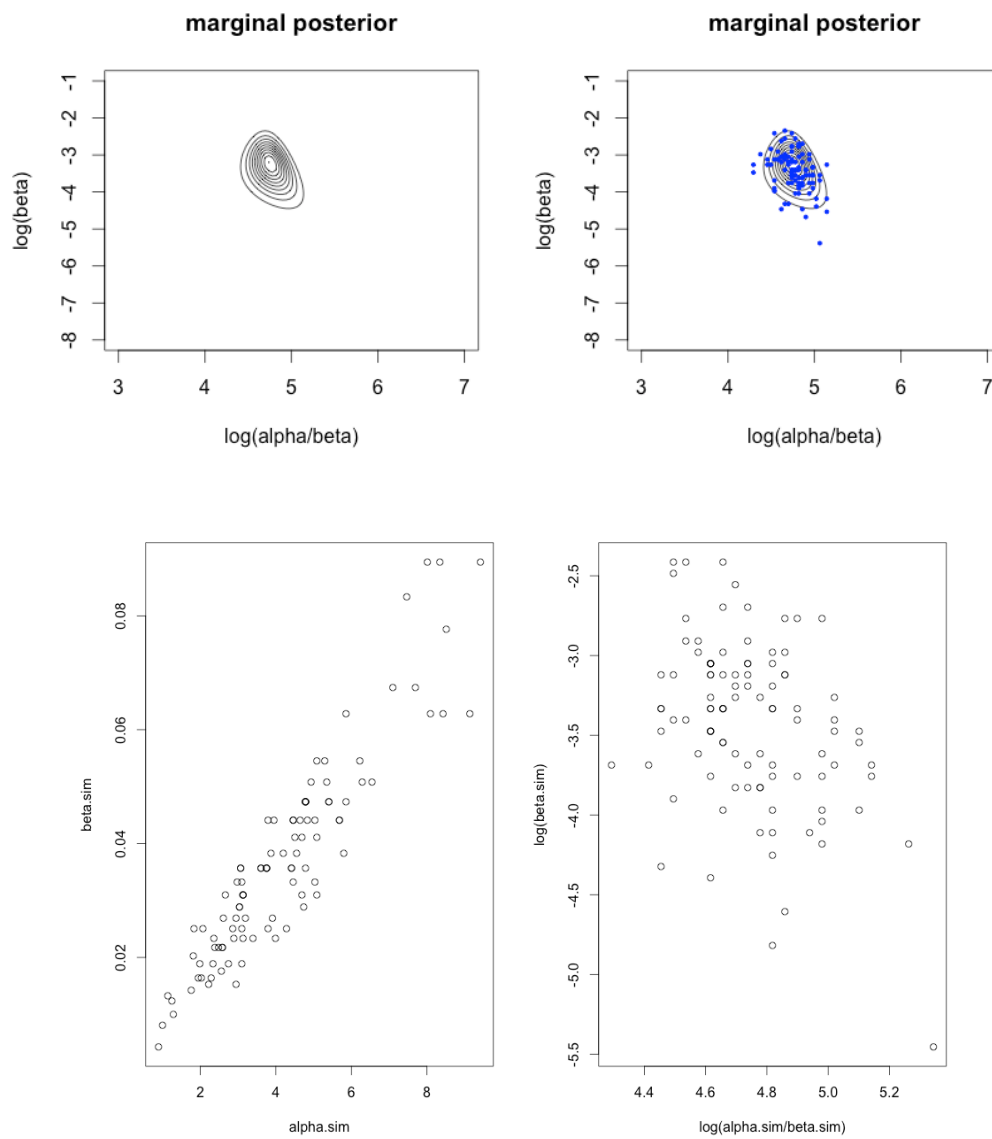 marginal posterior
log(beta)
-1
-2
-3
-4
-5
-6
-7
-8
3 4 5 6 7
log(alpha/beta)
marginal posterior
log(beta)
-1
-2
-3
-4
-5
-6
-7
-8
3 4 5 6 7
log(alpha/beta)
beta.sim
0.08
0.06
0.04
0.02
2 4 6 8
alpha.sim
log(beta.sim)
-2.5
-3.0
-3.5
-4.0
-4.5
-5.0
-5.5
4.4 4.6 4.8 5.0 5.2
log(alpha.sim/beta.sim)